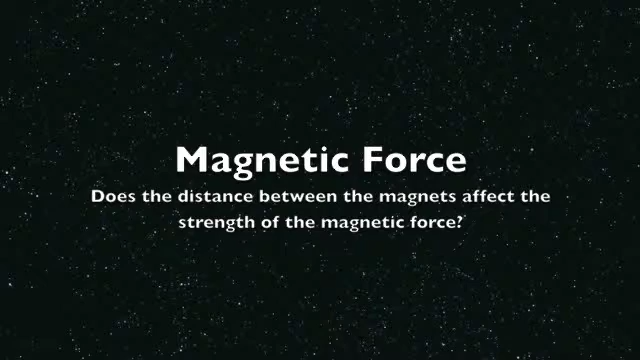 Magnetic Force
Does the distance between the magnets affect the
strength of the magnetic force?